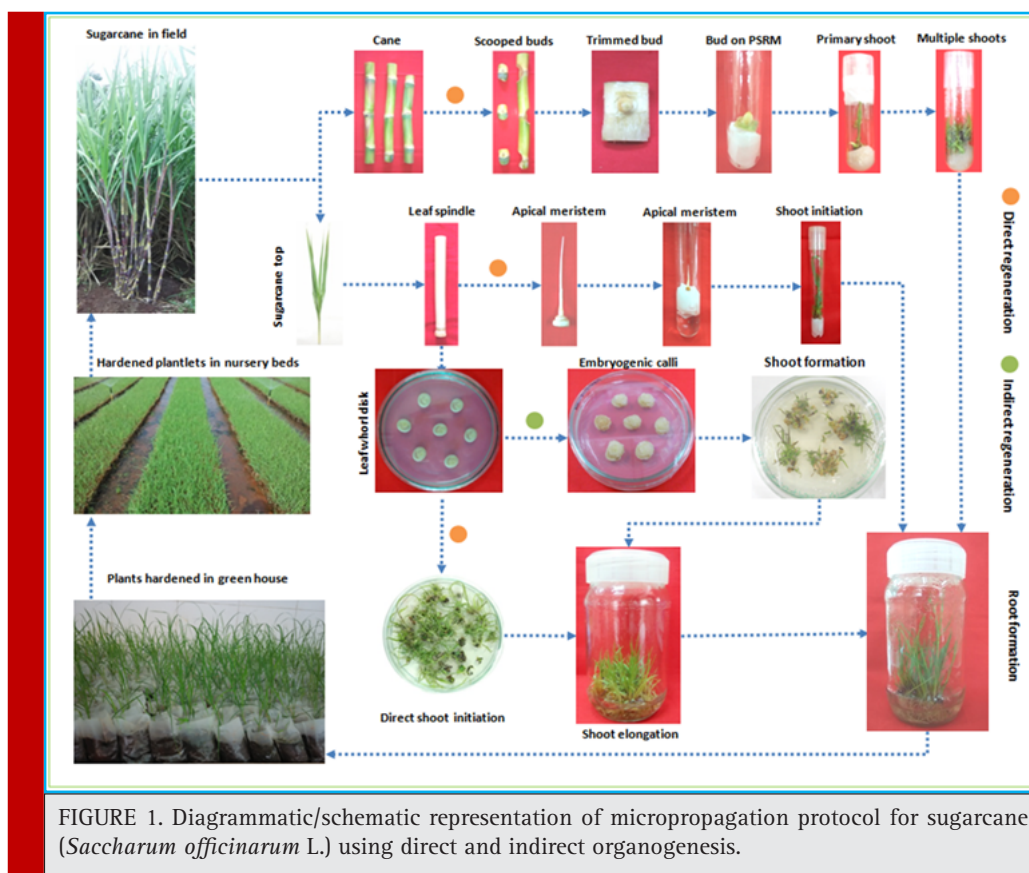 Sugarcane in field
Cane
Scooped buds
Trimmed bud
Bud on PSRM
Primary shoot
Multiple shoots
Direct regeneration
Sugarcane top
Leaf spindle
Apical meristem
Apical meristem
Shoot initiation
Hardened plantlets in nursery beds
Leaf whorl disk
Embryogenic calli
Shoot formation
Indirect regeneration
Plants hardened in green house
Direct shoot initiation
Shoot elongation
Root formation
FIGURE 1. Diagrammatic/schematic representation of micropropagation protocol for sugarcane
(Saccharum officinarum L.) using direct and indirect organogenesis.